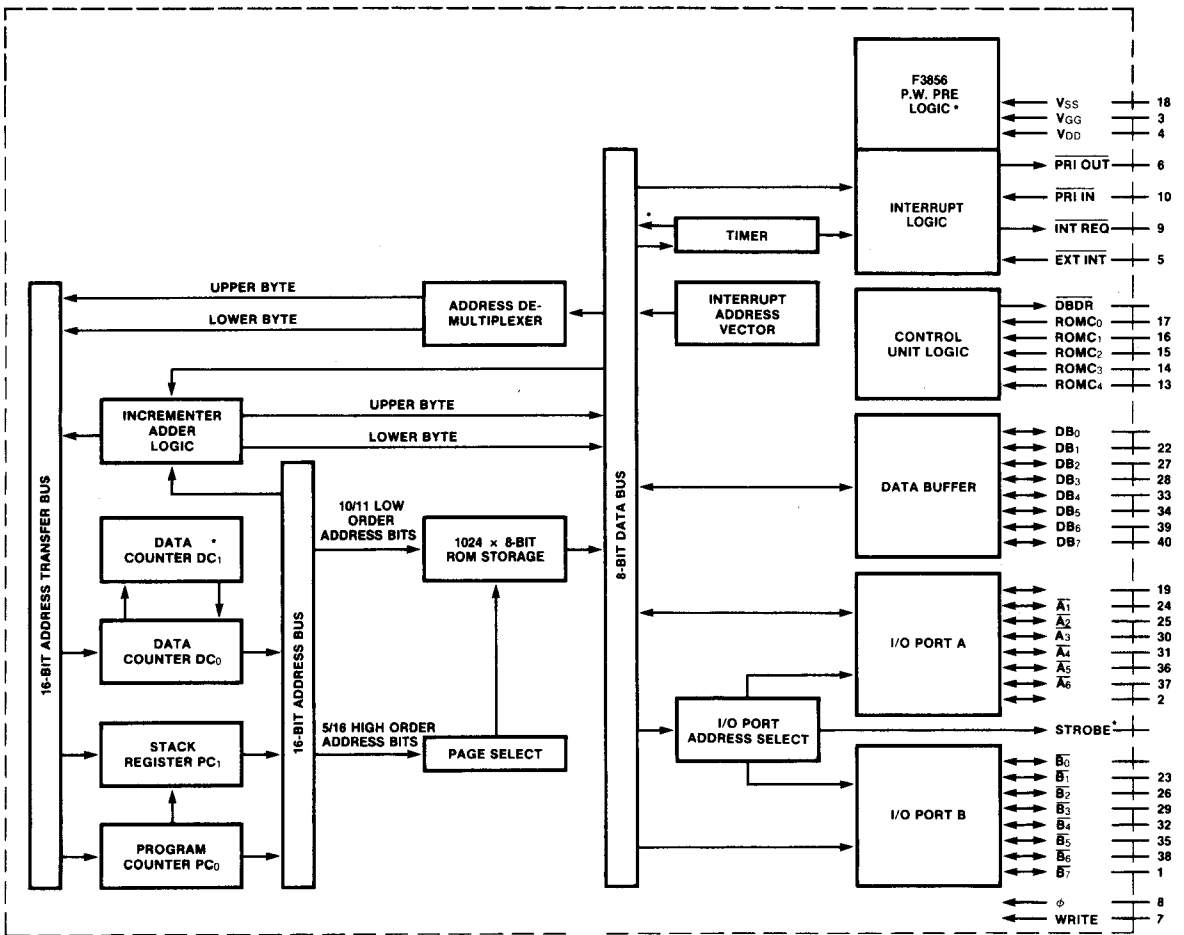 F3856
P.W. PRE
LOGIC *
VSS 18
VGG 3
VDD 4
PRI OUT 6
PRI IN 10
INT REQ 9
EXT INT 5
INTERRUPT
LOGIC
*
TIMER
UPPER BYTE
LOWER BYTE
ADDRESS DE-
MULTIPLEXER
INTERRUPT
ADDRESS
VECTOR
CONTROL
UNIT LOGIC
DBDR
ROMC0 17
ROMC1 16
ROMC2 15
ROMC3 14
ROMC4 13
16-BIT ADDRESS TRANSFER BUS
INCREMENTER
ADDER
LOGIC
UPPER BYTE
LOWER BYTE
8-BIT DATA BUS
DATA BUFFER
DB0
DB1 22
DB2 27
DB3 28
DB4 33
DB5 34
DB6 39
DB7 40
16-BIT ADDRESS BUS
10/11 LOW
ORDER
ADDRESS BITS
1024 × 8-BIT
ROM STORAGE
DATA *
COUNTER DC1
DATA
COUNTER DC0
I/O PORT A
19
A1 24
A2 25
A3 30
A4 31
A5 36
A6 37
2
I/O PORT
ADDRESS SELECT
STROBE*
STACK
REGISTER PC1
5/16 HIGH ORDER
ADDRESS BITS
PAGE SELECT
PROGRAM
COUNTER PC0
I/O PORT B
B0
B1 23
B2 26
B3 29
B4 32
B5 35
B6 38
B7 1
ϕ 8
WRITE 7